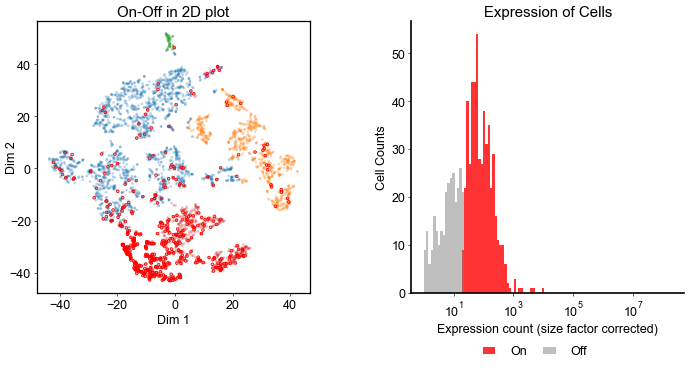 On-Off in 2D plot
40
20
0
−20
−40
Dim 2
−40 −20 0 20 40
Dim 1
Expression of Cells
50
40
30
20
10
0
Cell Counts
10^1 10^3 10^5 10^7
Expression count (size factor corrected)
On Off